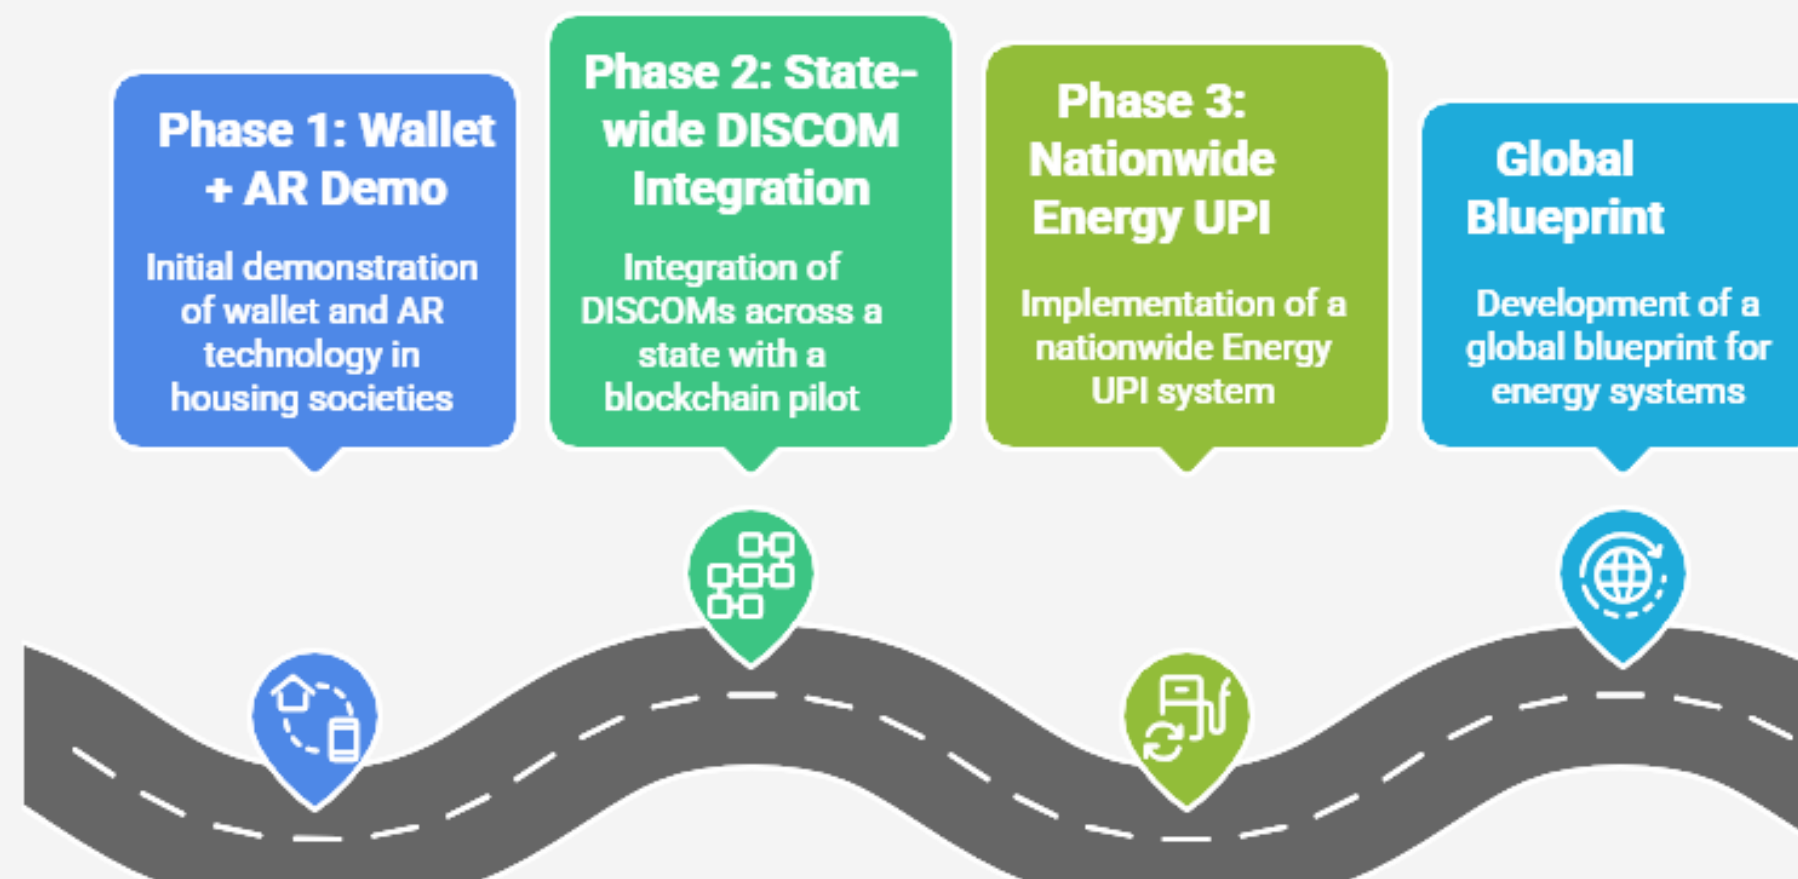 Phase 1: Wallet
+ AR Demo
Initial demonstration
of wallet and AR
technology in
housing societies
Phase 2: State-
wide DISCOM
Integration
Integration of
DISCOMs across a
state with a
blockchain pilot
Phase 3:
Nationwide
Energy UPI
Implementation of a
nationwide Energy
UPI system
Global
Blueprint
Development of a
global blueprint for
energy systems